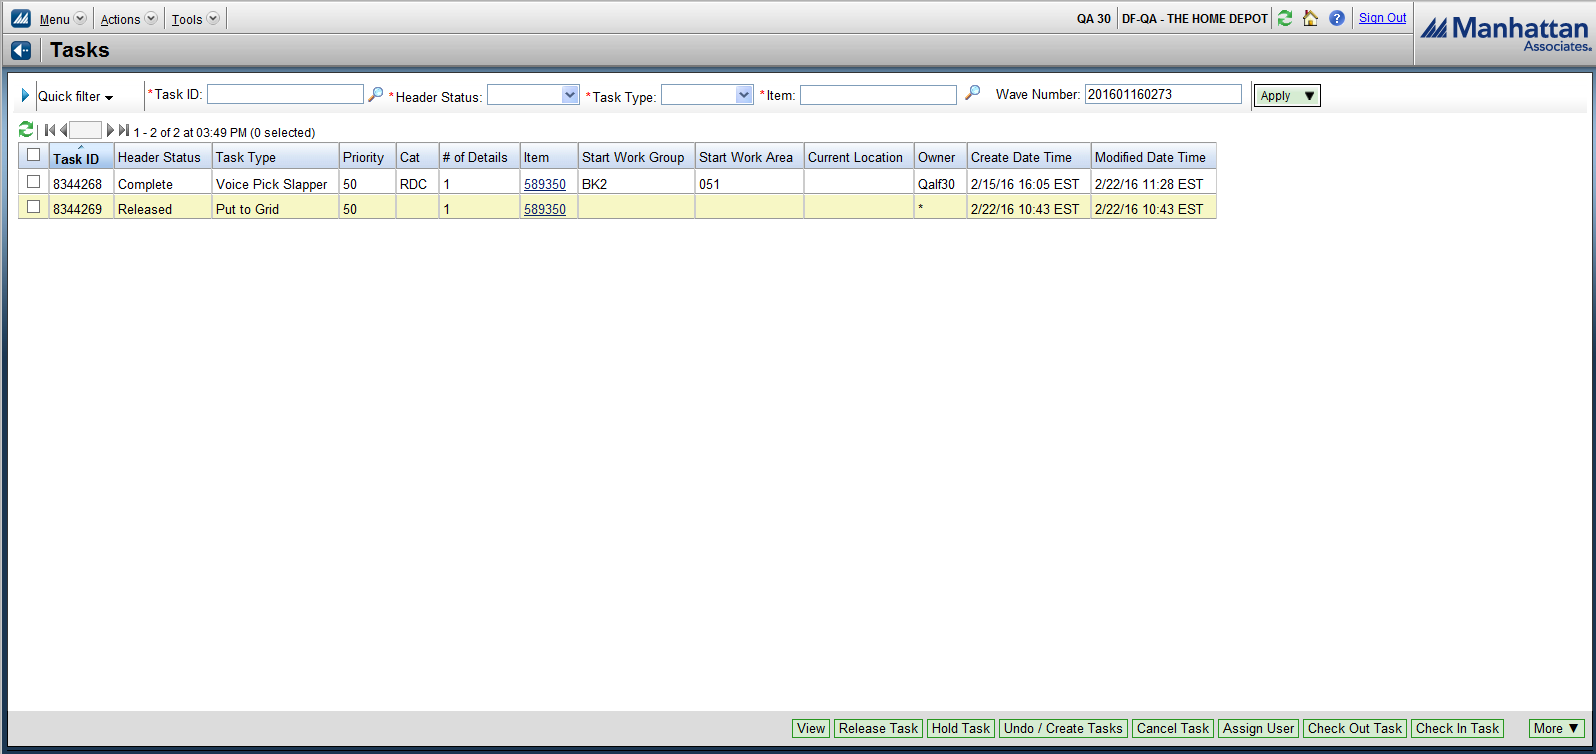 Menu Actions Tools QA 30 DF-QA - THE HOME DEPOT Sign Out
Manhattan Associates.
Tasks
Quick filter *Task ID: *Header Status: *Task Type: *Item: Wave Number: 201601160273 Apply ▼
1 - 2 of 2 at 03:49 PM (0 selected)
Task ID Header Status Task Type Priority Cat # of Details Item Start Work Group Start Work Area Current Location Owner Create Date Time Modified Date Time
8344268 Complete Voice Pick Slapper 50 RDC 1 589350 BK2 051 Qalf30 2/15/16 16:05 EST 2/22/16 11:28 EST
8344269 Released Put to Grid 50 1 589350 * 2/22/16 10:43 EST 2/22/16 10:43 EST
View Release Task Hold Task Undo / Create Tasks Cancel Task Assign User Check Out Task Check In Task More ▼